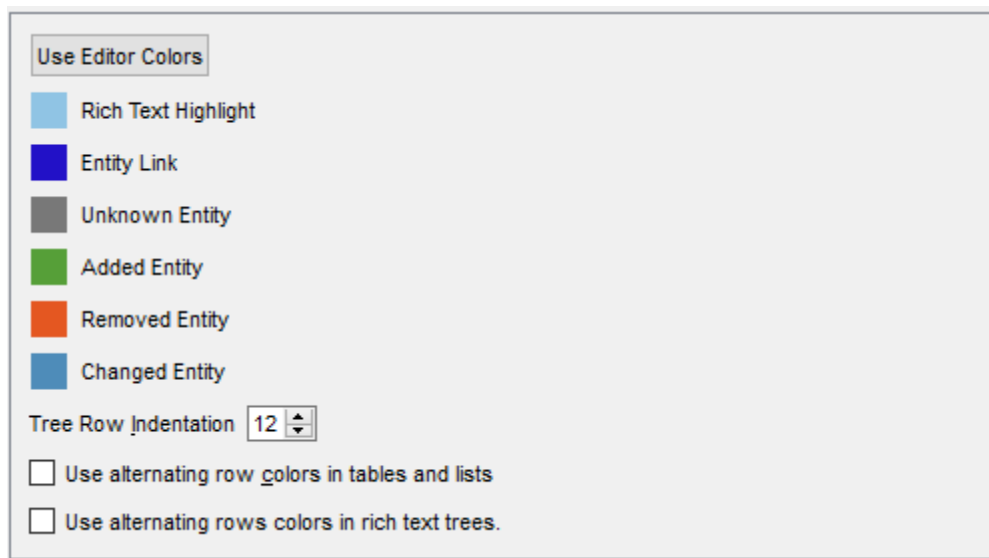 Use Editor Colors
Rich Text Highlight
Entity Link
Unknown Entity
Added Entity
Removed Entity
Changed Entity
Tree Row Indentation 12
Use alternating row colors in tables and lists
Use alternating rows colors in rich text trees.